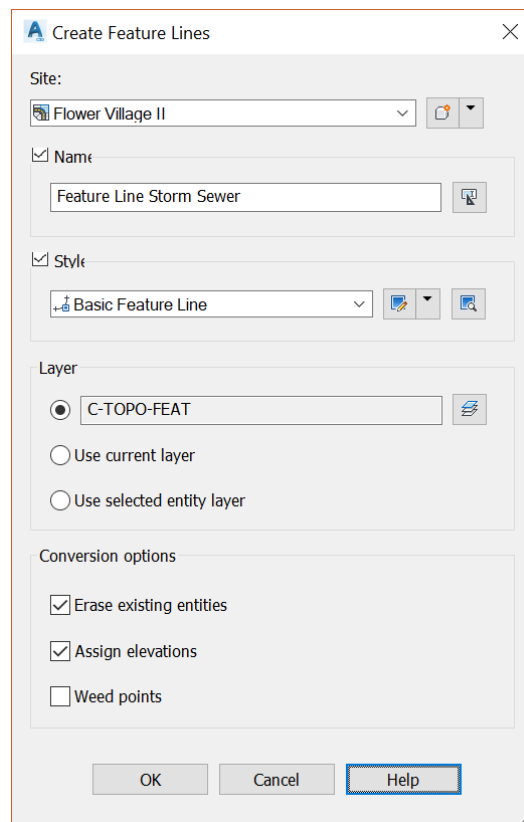 Create Feature Lines
Site:
Flower Village II
Name
Feature Line Storm Sewer
Style
Basic Feature Line
Layer
C-TOPO-FEAT
Use current layer
Use selected entity layer
Conversion options
Erase existing entities
Assign elevations
Weed points
OK Cancel Help